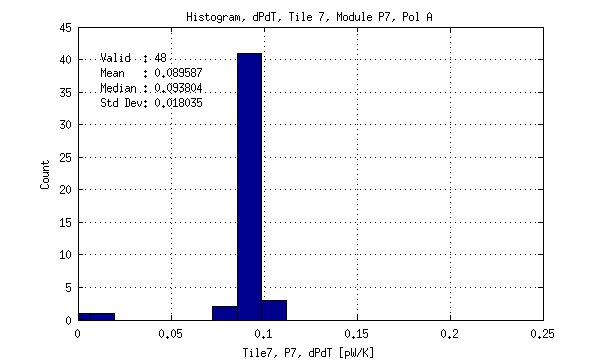 Histogram, dPdT, Tile 7, Module P7, Pol A
45
40
35
30
25
20
15
10
5
0
Count
Valid : 48
Mean : 0.089587
Median : 0.093804
Std Dev: 0.018035
0 0.05 0.1 0.15 0.2 0.25
Tile7, P7, dPdT [pW/K]